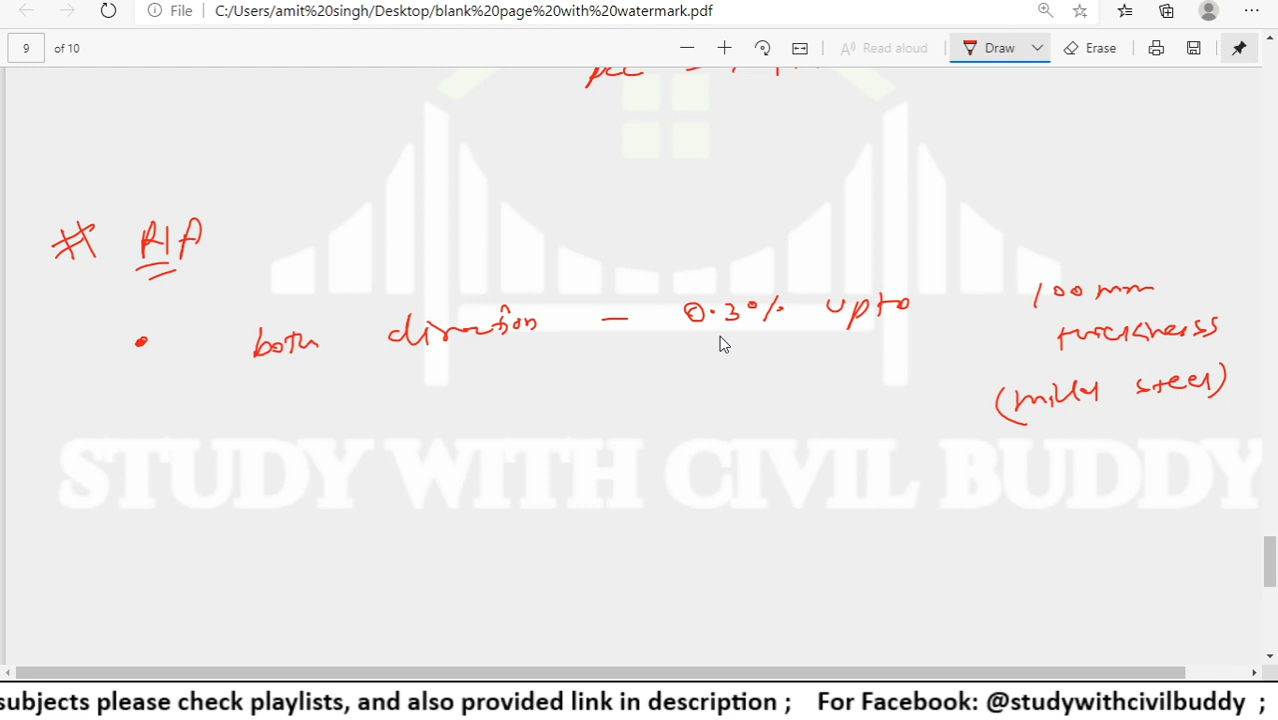 File C:/Users/amit%20singh/Desktop/blank%20page%20with%20watermark.pdf
9 of 10 Read aloud Draw Erase
# R/A
• both direction — 0.3% upto 100 mm
thickness
(mild steel)
STUDY WITH CIVIL BUDDY
subjects please check playlists, and also provided link in description ; For Facebook: @studywithcivilbuddy ;